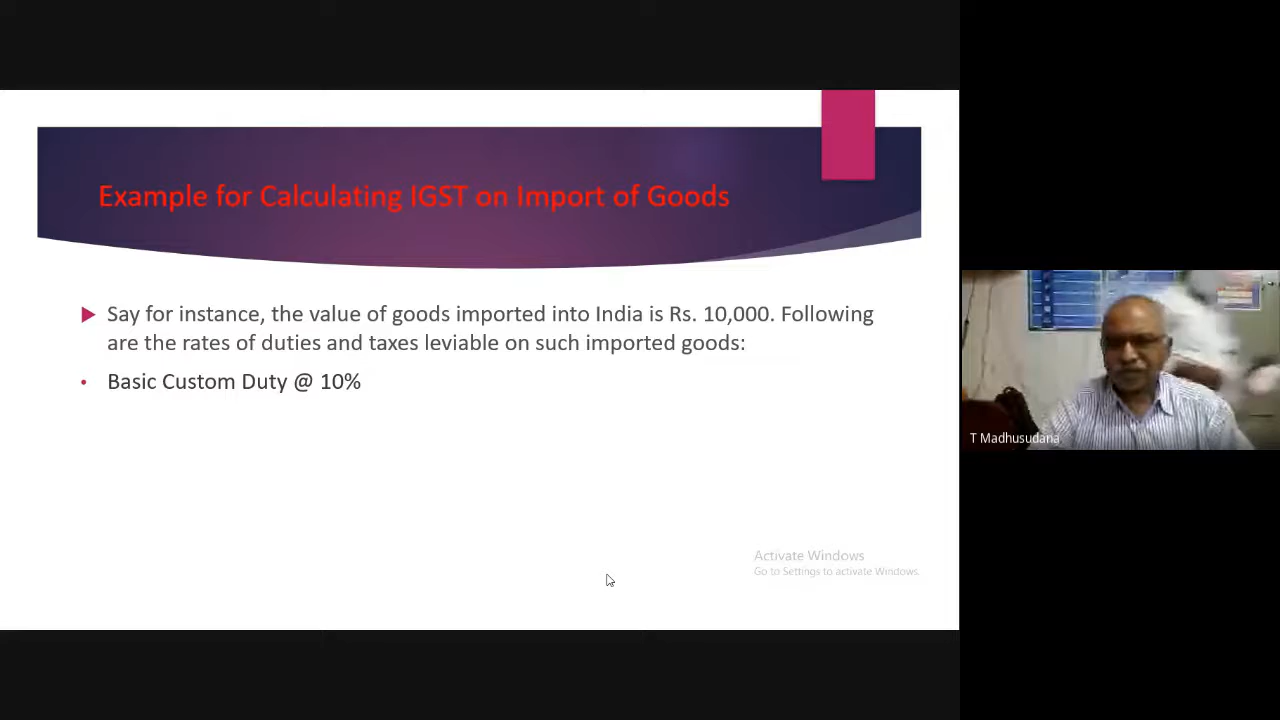 Example for Calculating IGST on Import of Goods
Say for instance, the value of goods imported into India is Rs. 10,000. Following
are the rates of duties and taxes leviable on such imported goods:
• Basic Custom Duty @ 10%
Activate Windows
Go to Settings to activate Windows.
T Madhusudana